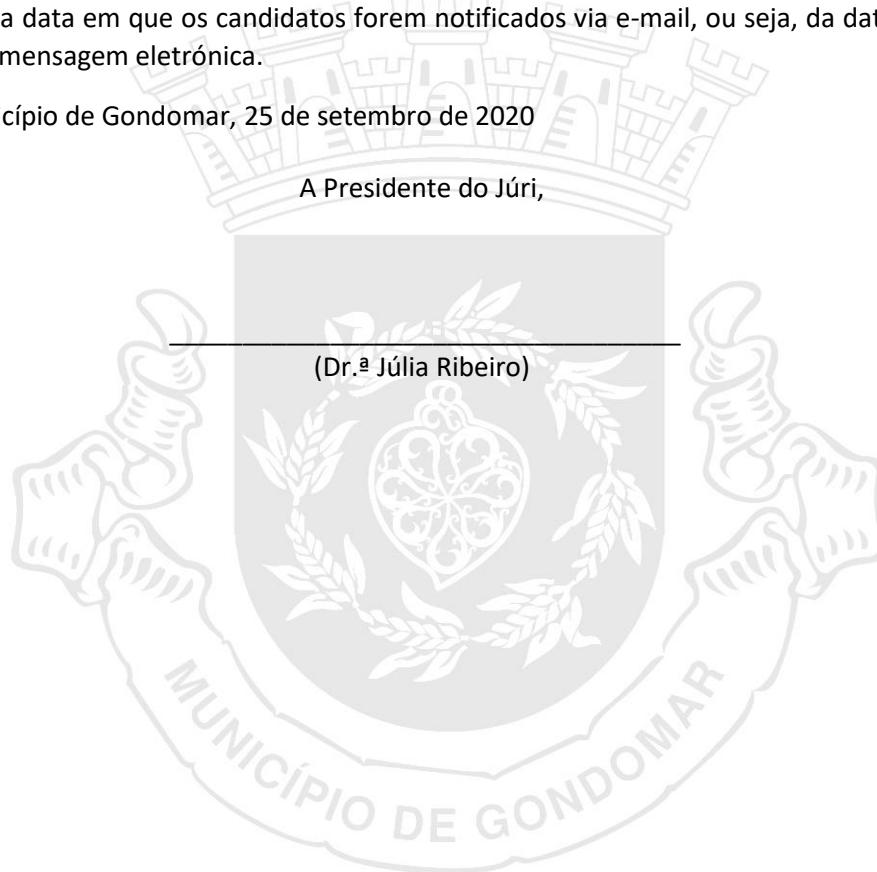 a data em que os candidatos forem notificados via e-mail, ou seja, da dat
mensagem eletrónica.
cípio de Gondomar, 25 de setembro de 2020
A Presidente do Júri,
(Dr.ª Júlia Ribeiro)
MUNICÍPIO DE GONDOMAR